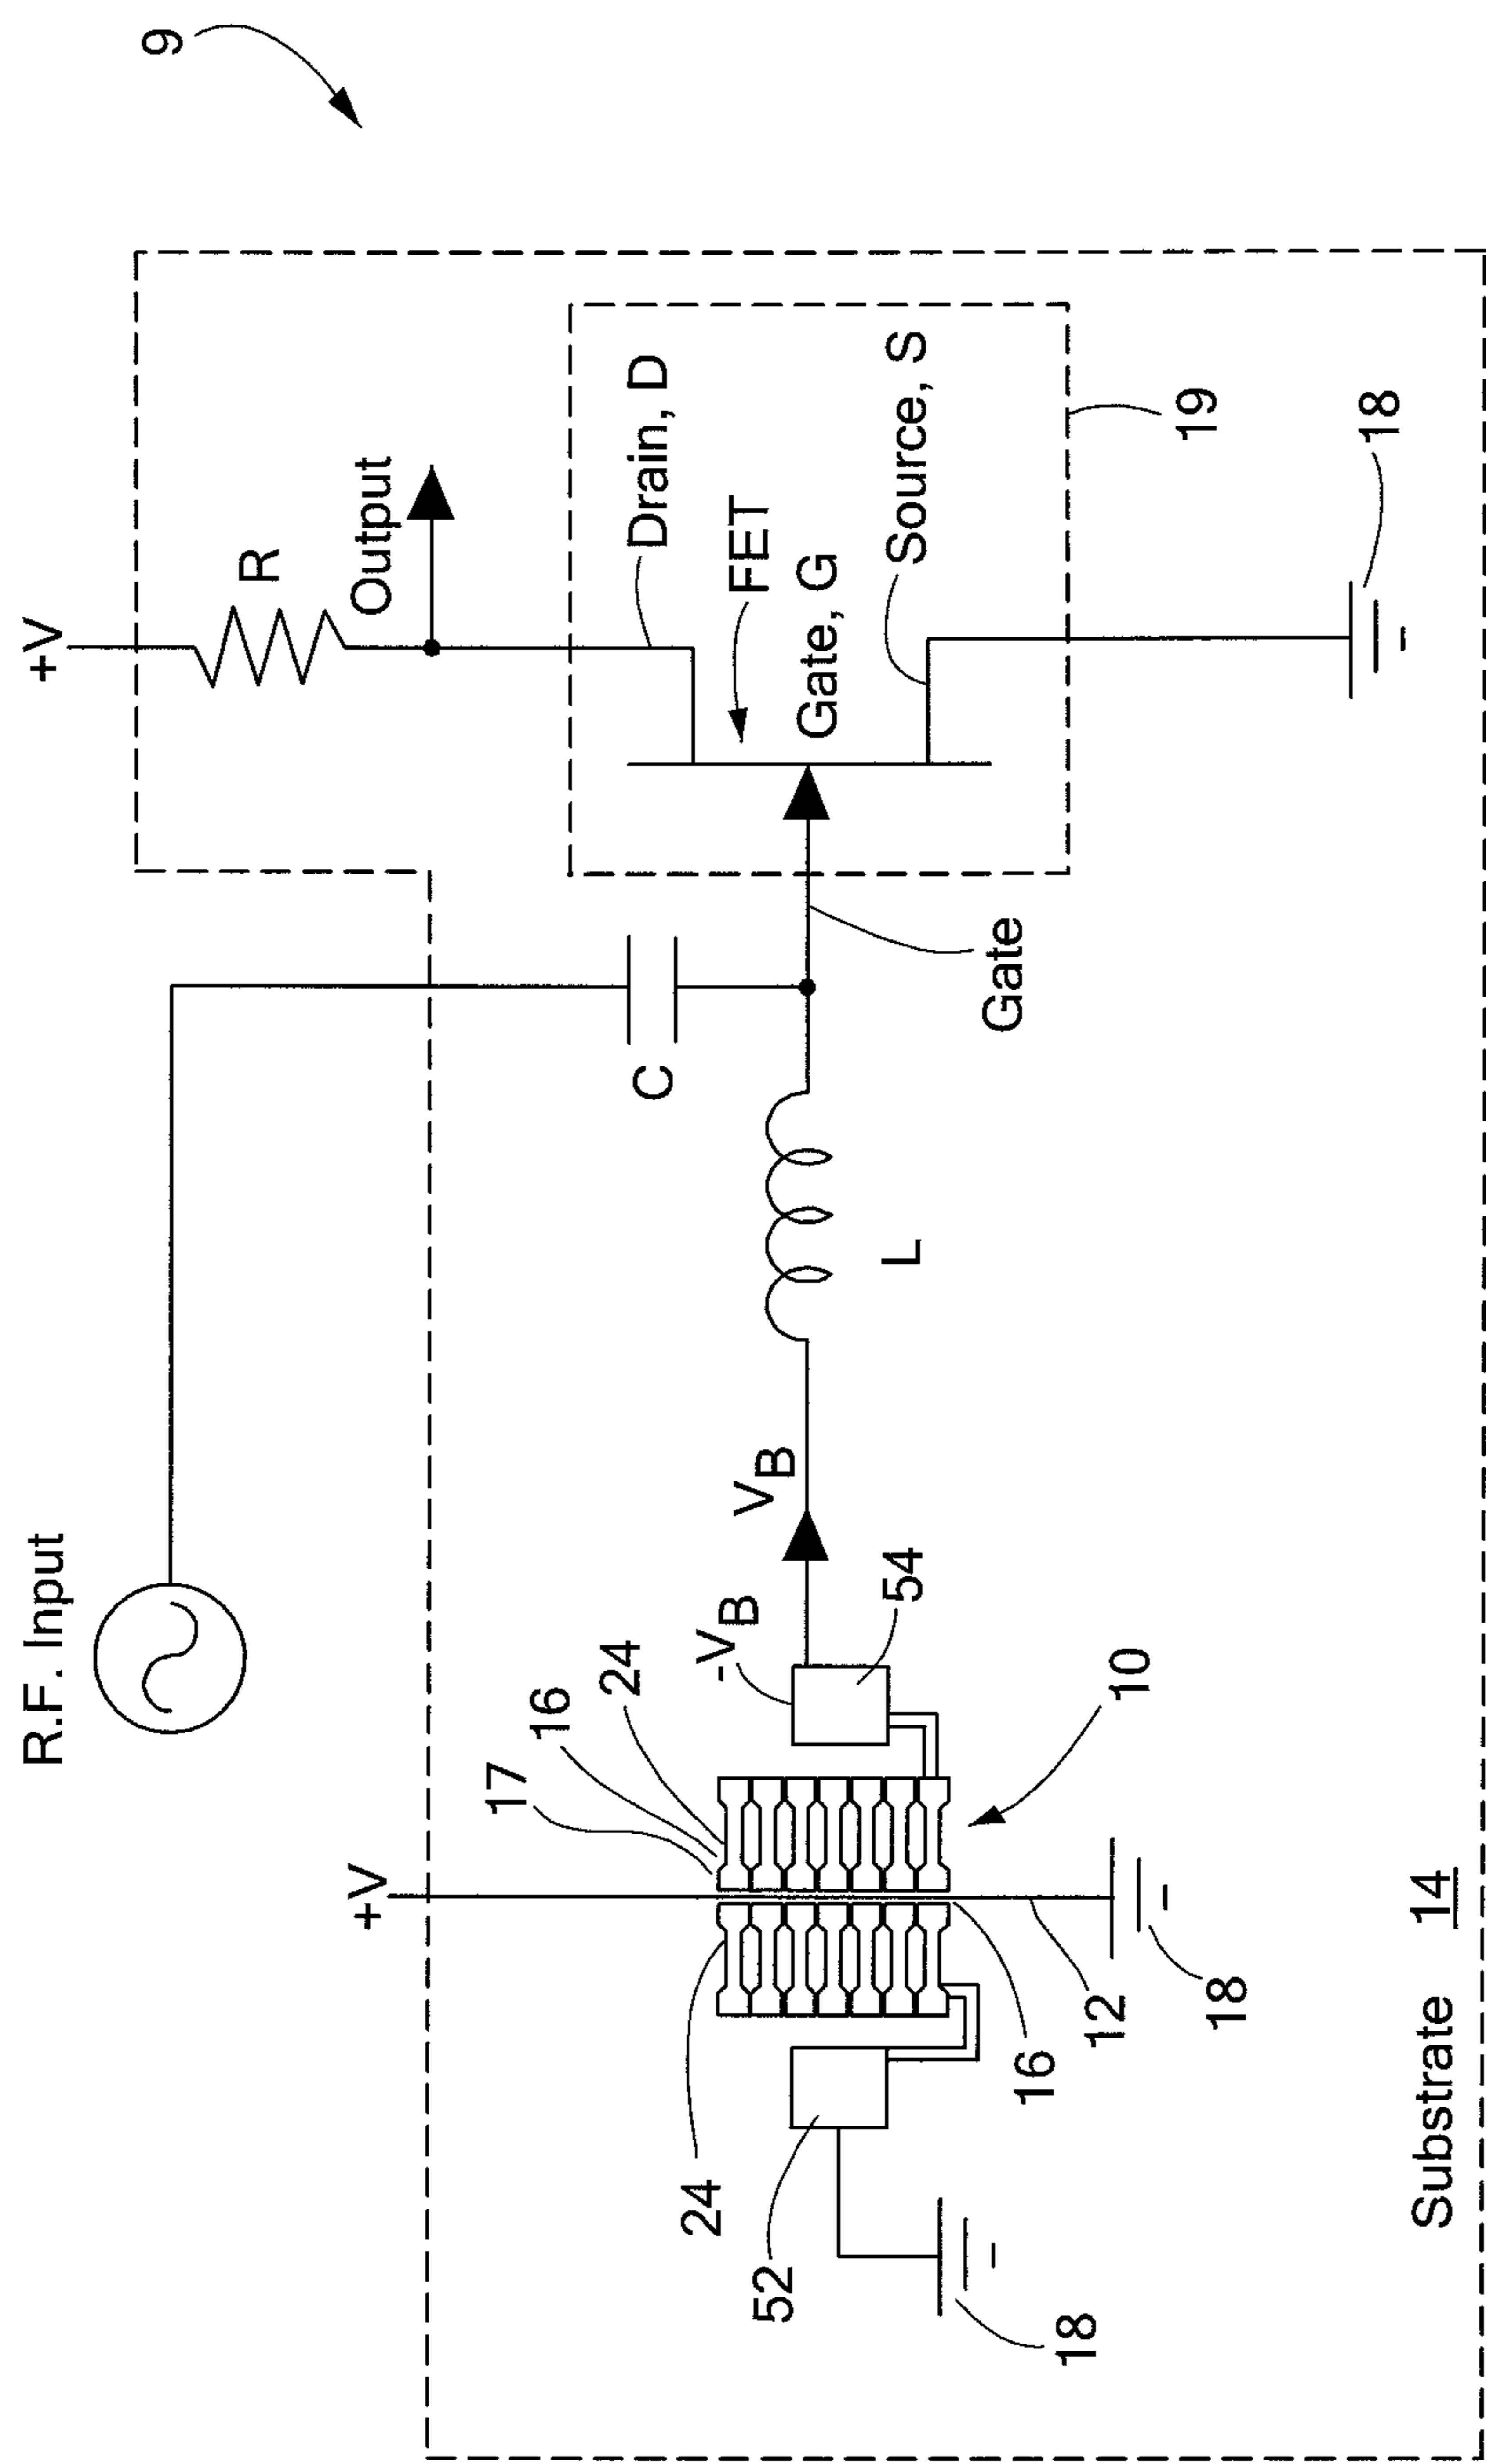 9
+V
R
Output
Drain, D
FET
Gate, G
Source, S
19
18
R.F. Input
C
Gate
L
V_B
-V_B
54
+V
17
16
24
10
24
52
16
12
18
18
Substrate 14